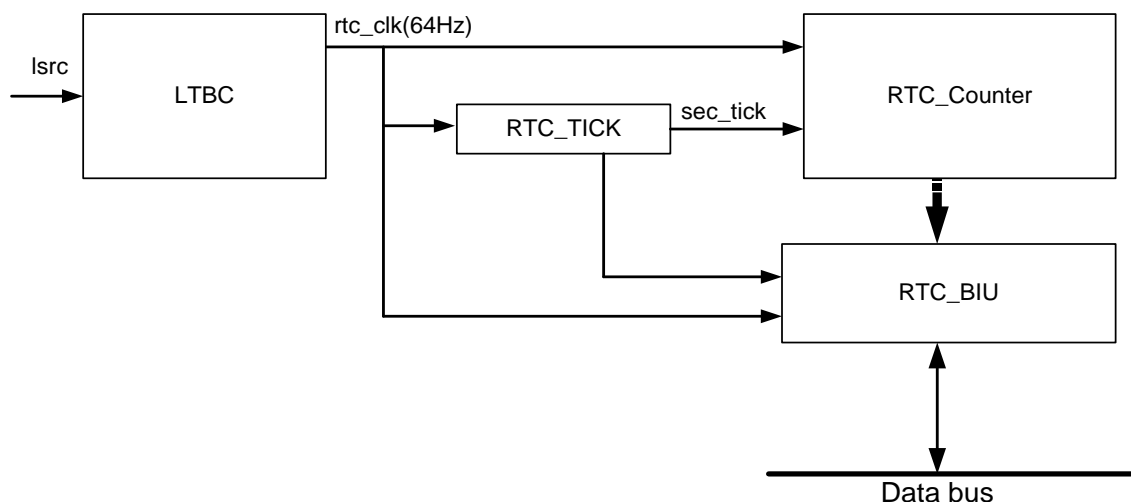 rtc_clk(64Hz)
lsrc
LTBC
RTC_Counter
RTC_TICK
sec_tick
RTC_BIU
Data bus